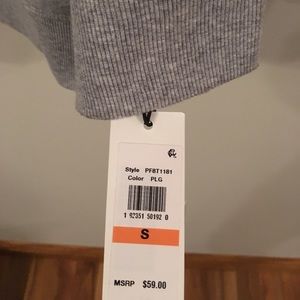 Style PF8T1181
Color PLG
1 92351 50192 0
S
MSRP $59.00